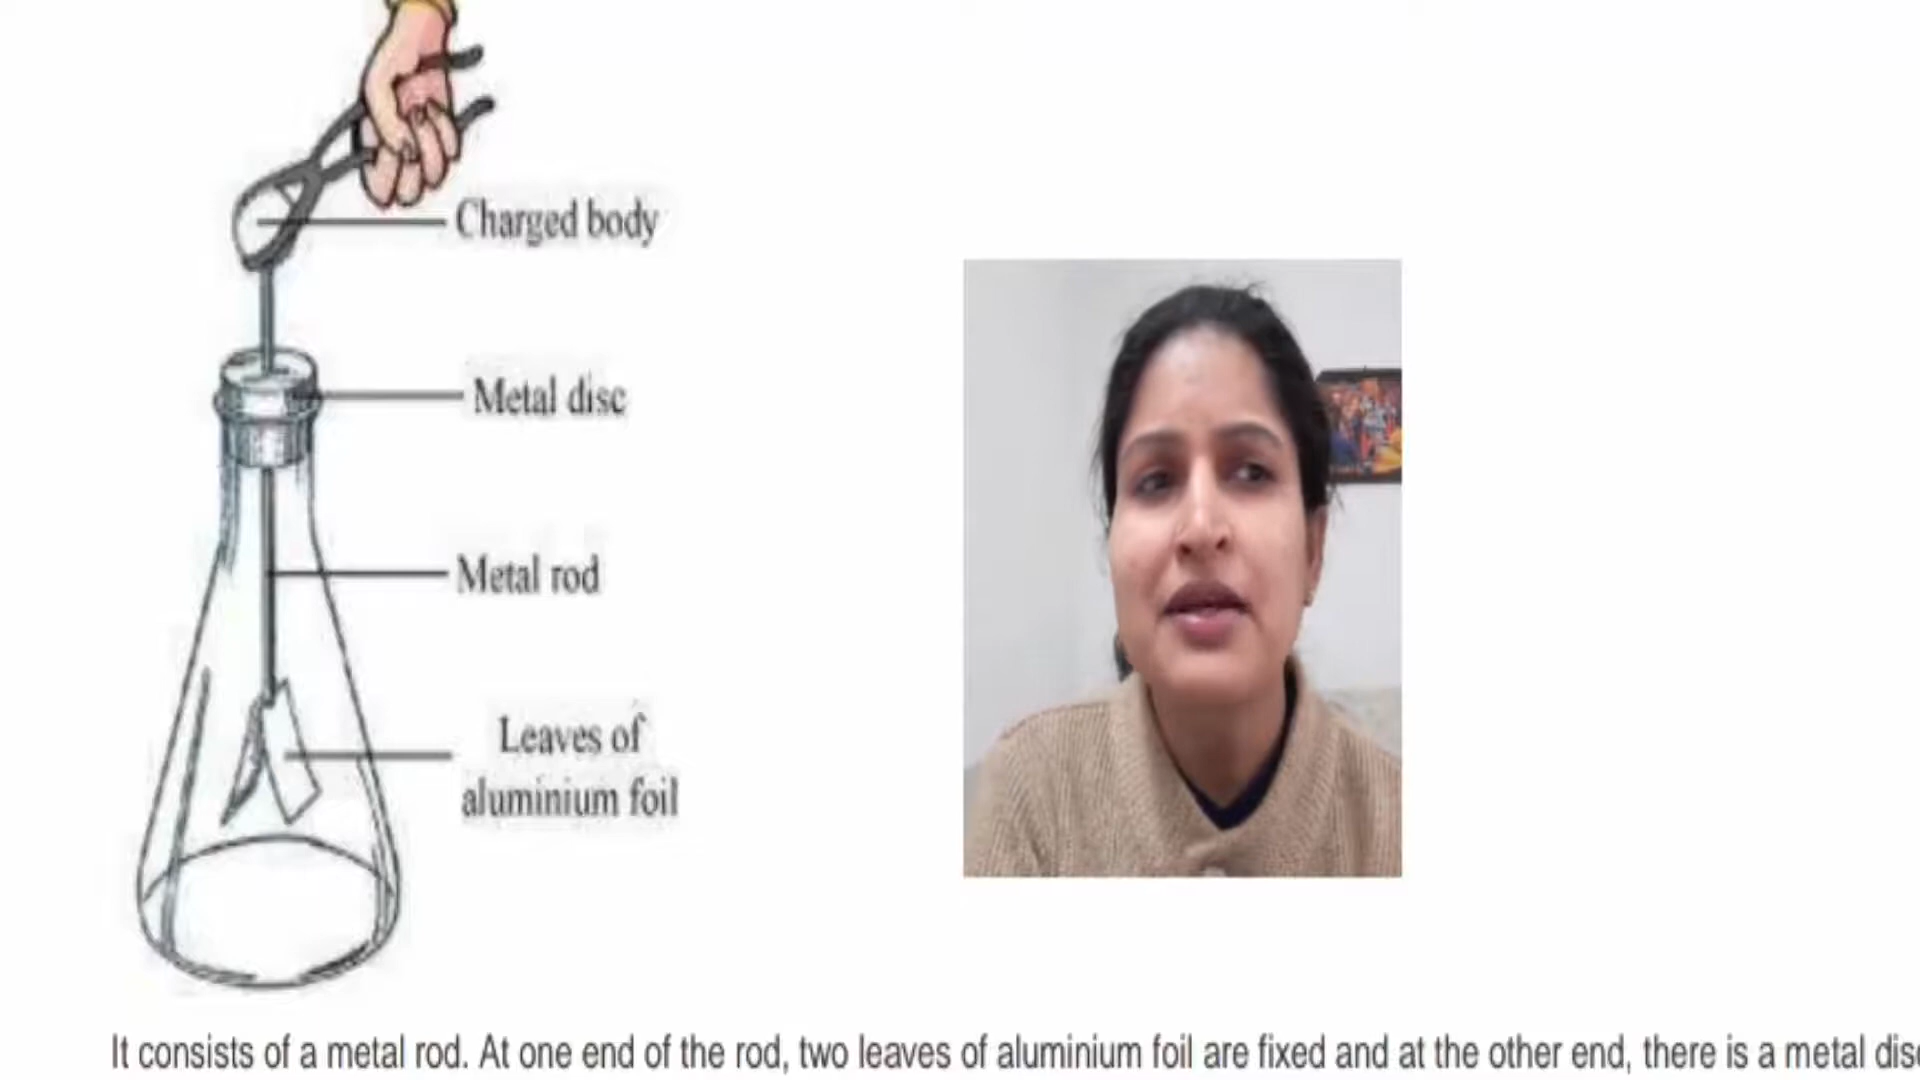 Charged body
Metal disc
Metal rod
Leaves of
aluminium foil
It consists of a metal rod. At one end of the rod, two leaves of aluminium foil are fixed and at the other end, there is a metal disc